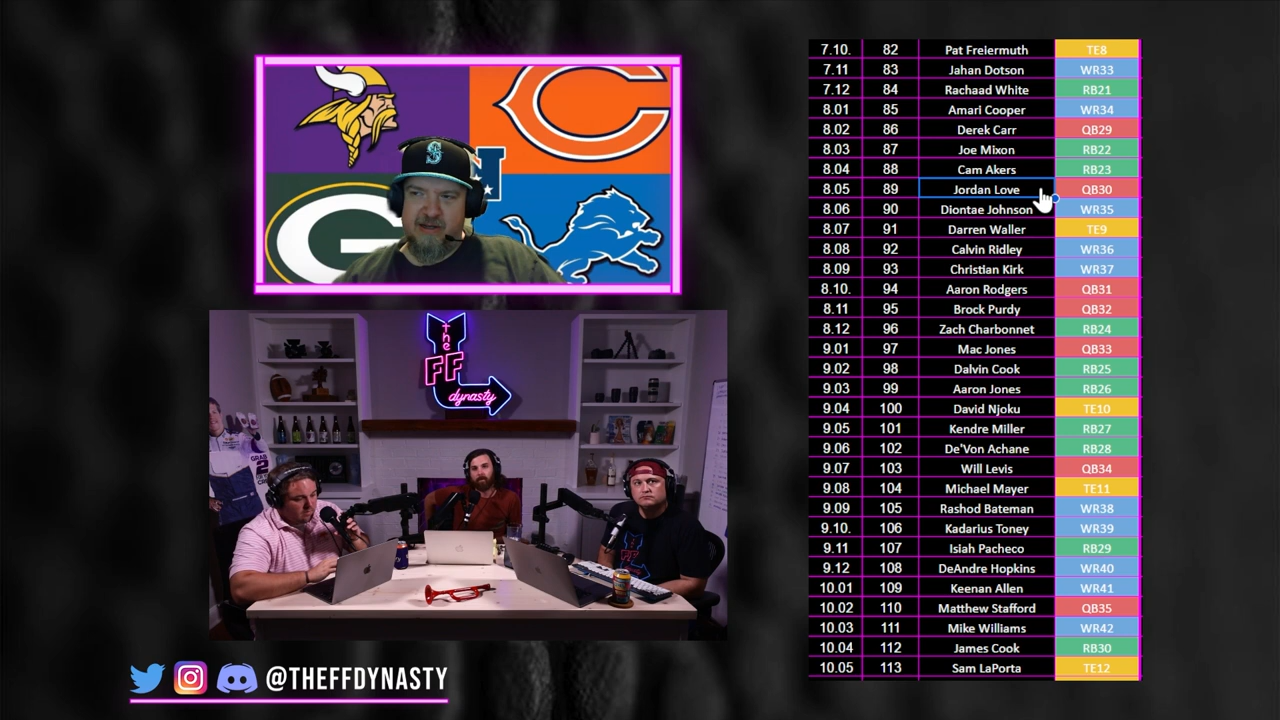 7.10. 82 Pat Freiermuth TE8
7.11 83 Jahan Dotson WR33
7.12 84 Rachaad White RB21
8.01 85 Amari Cooper WR34
8.02 86 Derek Carr QB29
8.03 87 Joe Mixon RB22
8.04 88 Cam Akers RB23
8.05 89 Jordan Love QB30
8.06 90 Diontae Johnson WR35
8.07 91 Darren Waller TE9
8.08 92 Calvin Ridley WR36
8.09 93 Christian Kirk WR37
8.10. 94 Aaron Rodgers QB31
8.11 95 Brock Purdy QB32
8.12 96 Zach Charbonnet RB24
9.01 97 Mac Jones QB33
9.02 98 Dalvin Cook RB25
9.03 99 Aaron Jones RB26
9.04 100 David Njoku TE10
9.05 101 Kendre Miller RB27
9.06 102 De'Von Achane RB28
9.07 103 Will Levis QB34
9.08 104 Michael Mayer TE11
9.09 105 Rashod Bateman WR38
9.10. 106 Kadarius Toney WR39
9.11 107 Isiah Pacheco RB29
9.12 108 DeAndre Hopkins WR40
10.01 109 Keenan Allen WR41
10.02 110 Matthew Stafford QB35
10.03 111 Mike Williams WR42
10.04 112 James Cook RB30
10.05 113 Sam LaPorta TE12
the
FF
dynasty
@THEFFDYNASTY